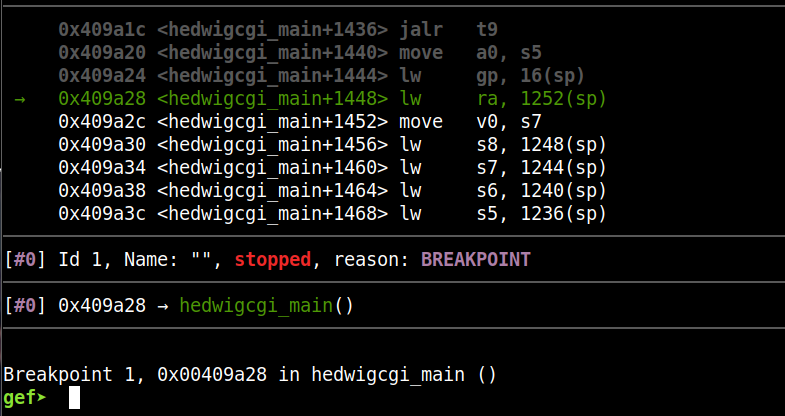 0x409a1c <hedwigcgi_main+1436> jalr   t9
0x409a20 <hedwigcgi_main+1440> move   a0, s5
0x409a24 <hedwigcgi_main+1444> lw     gp, 16(sp)
→   0x409a28 <hedwigcgi_main+1448> lw     ra, 1252(sp)
0x409a2c <hedwigcgi_main+1452> move   v0, s7
0x409a30 <hedwigcgi_main+1456> lw     s8, 1248(sp)
0x409a34 <hedwigcgi_main+1460> lw     s7, 1244(sp)
0x409a38 <hedwigcgi_main+1464> lw     s6, 1240(sp)
0x409a3c <hedwigcgi_main+1468> lw     s5, 1236(sp)
[#0] Id 1, Name: "", stopped, reason: BREAKPOINT
[#0] 0x409a28 → hedwigcgi_main()
Breakpoint 1, 0x00409a28 in hedwigcgi_main ()
gef➤